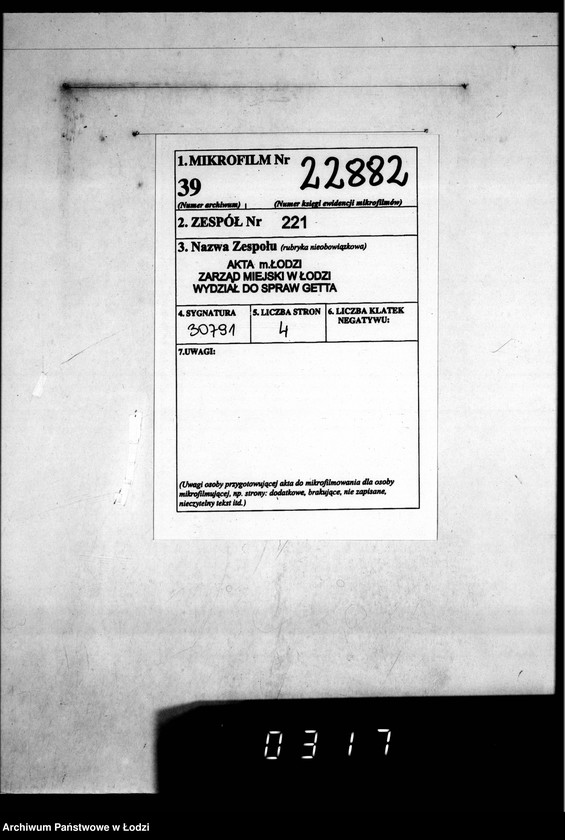 1. MIKROFILM Nr 22882
39
(Numer archiwum) (Numer księgi ewidencji mikrofilmów)
2. ZESPÓŁ Nr 221
3. Nazwa Zespołu (rubryka nieobowiązkowa)
AKTA m.ŁODZI
ZARZĄD MIEJSKI W ŁODZI
WYDZIAŁ DO SPRAW GETTA
4. SYGNATURA 5. LICZBA STRON 6. LICZBA KLATEK
NEGATYWU:
30791 4
7.UWAGI:
(Uwagi osoby przygotowującej akta do mikrofilmowania dla osoby
mikrofilmującej, np. strony: dodatkowe, brakujące, nie zapisane,
nieczytelny tekst itd.)
0317
Archiwum Państwowe w Łodzi